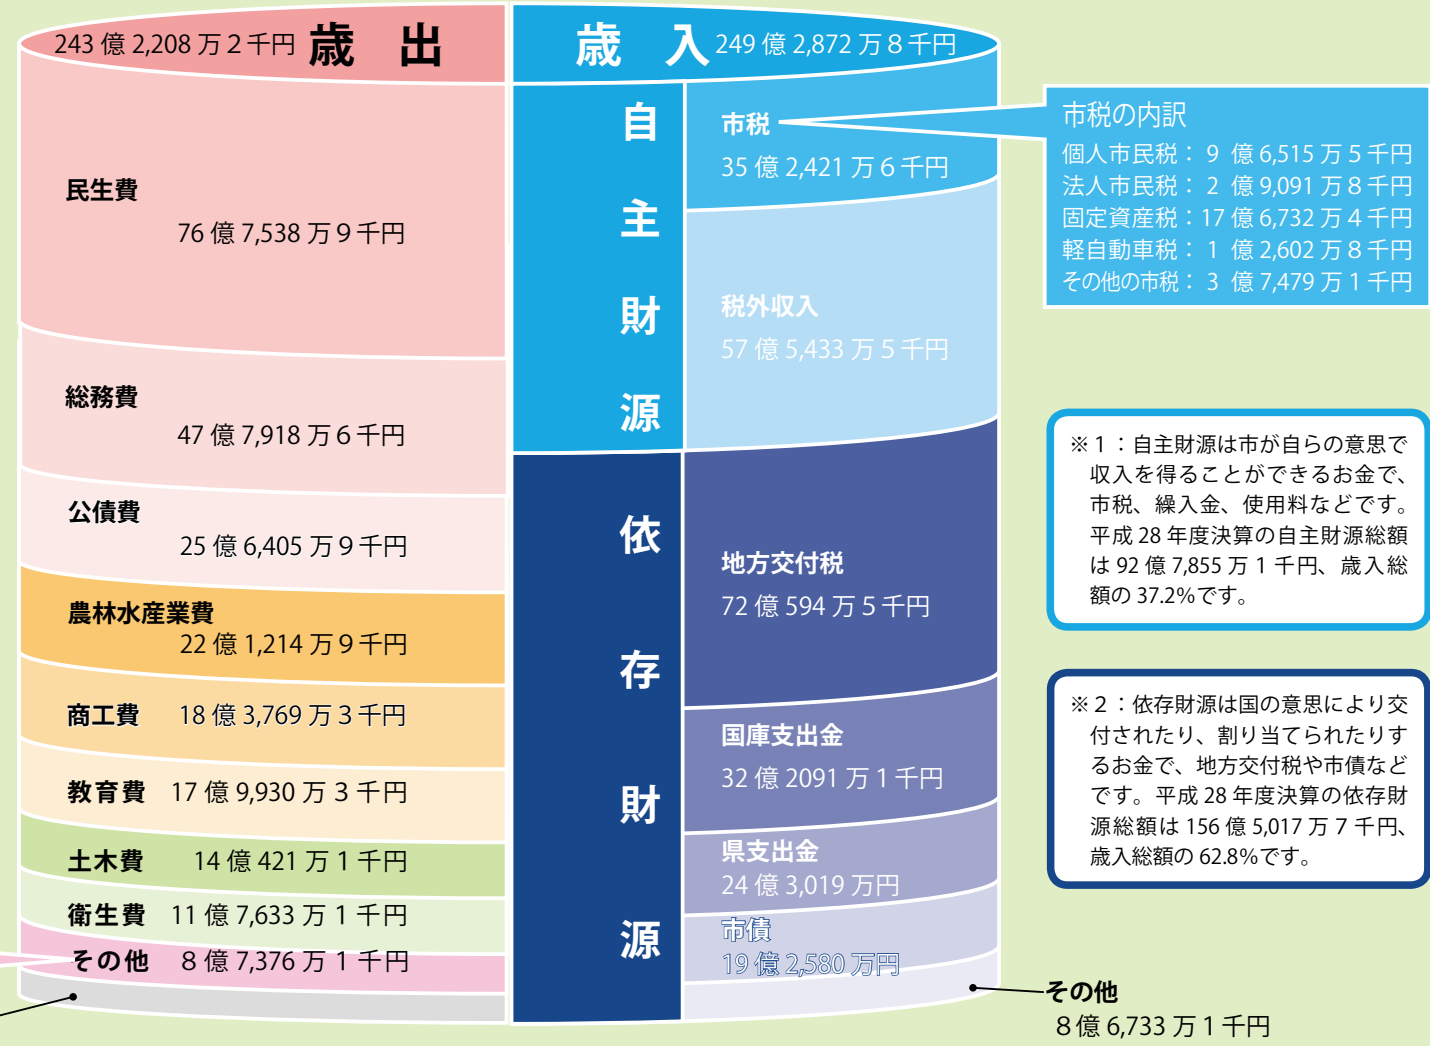 243 億 2,208 万 2 千円 歳 出
民生費
76 億 7,538 万 9 千円
総務費
47 億 7,918 万 6 千円
公債費
25 億 6,405 万 9 千円
農林水産業費
22 億 1,214 万 9 千円
商工費 18 億 3,769 万 3 千円
教育費 17 億 9,930 万 3 千円
土木費 14 億 421 万 1 千円
衛生費 11 億 7,633 万 1 千円
その他 8 億 7,376 万 1 千円
歳 入 249 億 2,872 万 8 千円
自主財源
市税
35 億 2,421 万 6 千円
税外収入
57 億 5,433 万 5 千円
依存財源
地方交付税
72 億 594 万 5 千円
国庫支出金
32 億 2091 万 1 千円
県支出金
24 億 3,019 万円
市債
19 億 2,580 万円
その他
8 億 6,733 万 1 千円
市税の内訳
個人市民税： 9 億 6,515 万 5 千円
法人市民税： 2 億 9,091 万 8 千円
固定資産税：17 億 6,732 万 4 千円
軽自動車税： 1 億 2,602 万 8 千円
その他の市税： 3 億 7,479 万 1 千円
※１：自主財源は市が自らの意思で
収入を得ることができるお金で、
市税、繰入金、使用料などです。
平成 28 年度決算の自主財源総額
は 92 億 7,855 万 1 千円、歳入総
額の 37.2%です。
※２：依存財源は国の意思により交
付されたり、割り当てられたりす
るお金で、地方交付税や市債など
です。平成 28 年度決算の依存財
源総額は 156 億 5,017 万 7 千円、
歳入総額の 62.8%です。